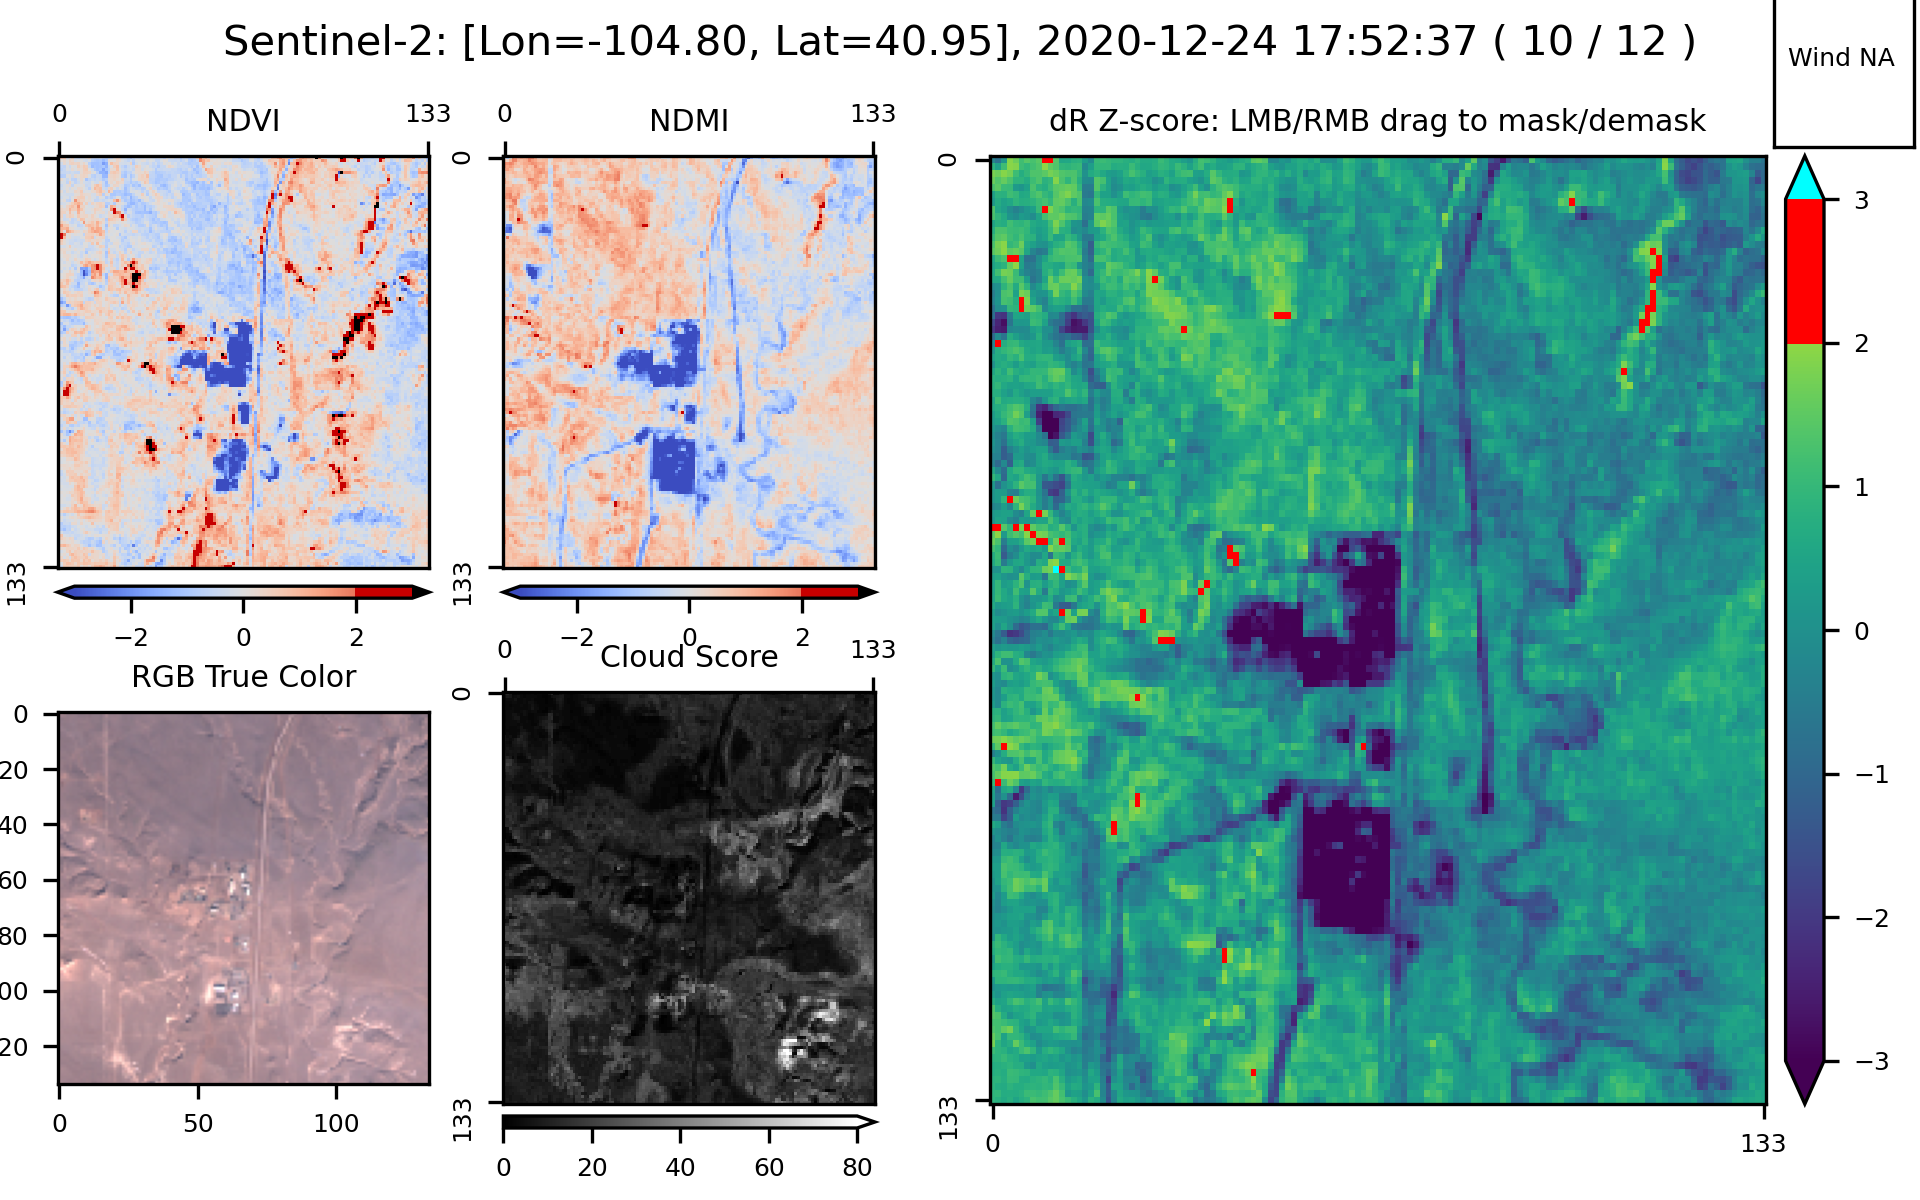 Sentinel-2: [Lon=-104.80, Lat=40.95], 2020-12-24 17:52:37 ( 10 / 12 )
Wind NA
0 133
NDVI
0
133
−2 0 2
0 133
NDMI
0
133
−2 0 2
dR Z-score: LMB/RMB drag to mask/demask
0
133
0 133
3
2
1
0
−1
−2
−3
RGB True Color
0
20
40
60
80
00
20
0 50 100
0 133
Cloud Score
0
133
0 20 40 60 80